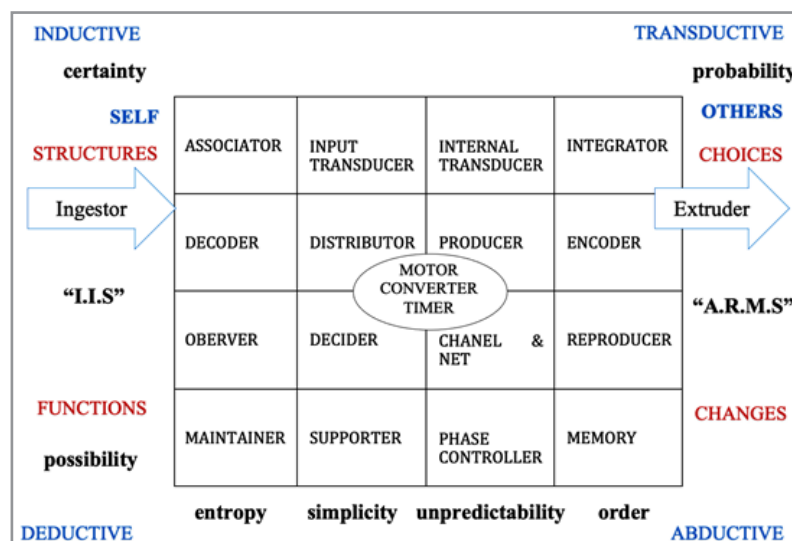 INDUCTIVE
TRANSDUCTIVE
certainty
probability
SELF
OTHERS
STRUCTURES
CHOICES
ASSOCIATOR
INPUT
TRANSDUCER
INTERNAL
TRANSDUCER
INTEGRATOR
Ingestor
Extruder
DECODER
DISTRIBUTOR
PRODUCER
ENCODER
MOTOR
CONVERTER
TIMER
“I.I.S”
“A.R.M.S”
OBERVER
DECIDER
CHANEL &
NET
REPRODUCER
FUNCTIONS
CHANGES
possibility
MAINTAINER
SUPPORTER
PHASE
CONTROLLER
MEMORY
entropy
simplicity
unpredictability
order
DEDUCTIVE
ABDUCTIVE